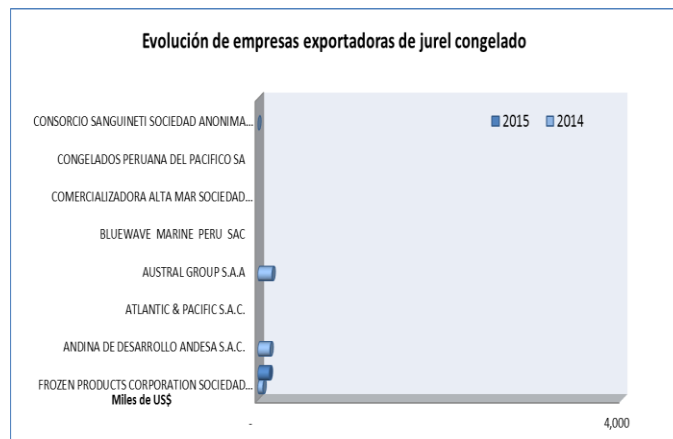 Evolución de empresas exportadoras de jurel congelado
CONSORCIO SANGUINETI SOCIEDAD ANONIMA...
2015 2014
CONGELADOS PERUANA DEL PACIFICO SA
COMERCIALIZADORA ALTA MAR SOCIEDAD...
BLUEWAVE MARINE PERU SAC
AUSTRAL GROUP S.A.A
ATLANTIC & PACIFIC S.A.C.
ANDINA DE DESARROLLO ANDESA S.A.C.
FROZEN PRODUCTS CORPORATION SOCIEDAD...
Miles de US$
- 4,000